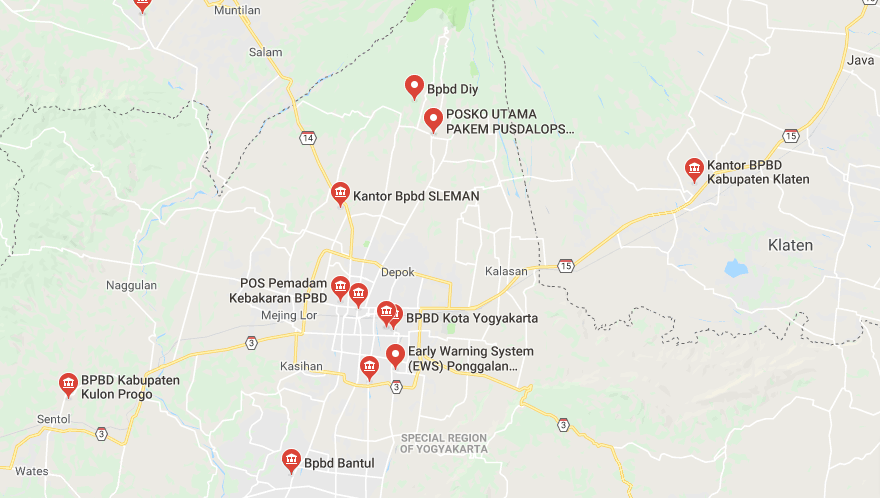 Muntilan
Salam
Java
Bpbd Diy
POSKO UTAMA
PAKEM PUSDALOPS...
14
15
Kantor BPBD
Kabupaten Klaten
Kantor Bpbd SLEMAN
Klaten
15
Depok
Kalasan
POS Pemadam
Kebakaran BPBD
Naggulan
Mejing Lor
BPBD Kota Yogyakarta
3
Early Warning System
(EWS) Ponggalan...
Kasihan
3
BPBD Kabupaten
Kulon Progo
Sentol
3
3
SPECIAL REGION
OF YOGYAKARTA
Bpbd Bantul
Wates